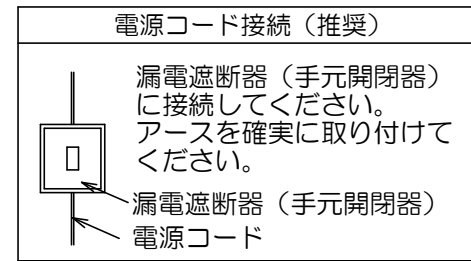 電源コード接続（推奨）
漏電遮断器（手元開閉器）
に接続してください。
アースを確実に取り付けて
ください。
漏電遮断器（手元開閉器）
電源コード